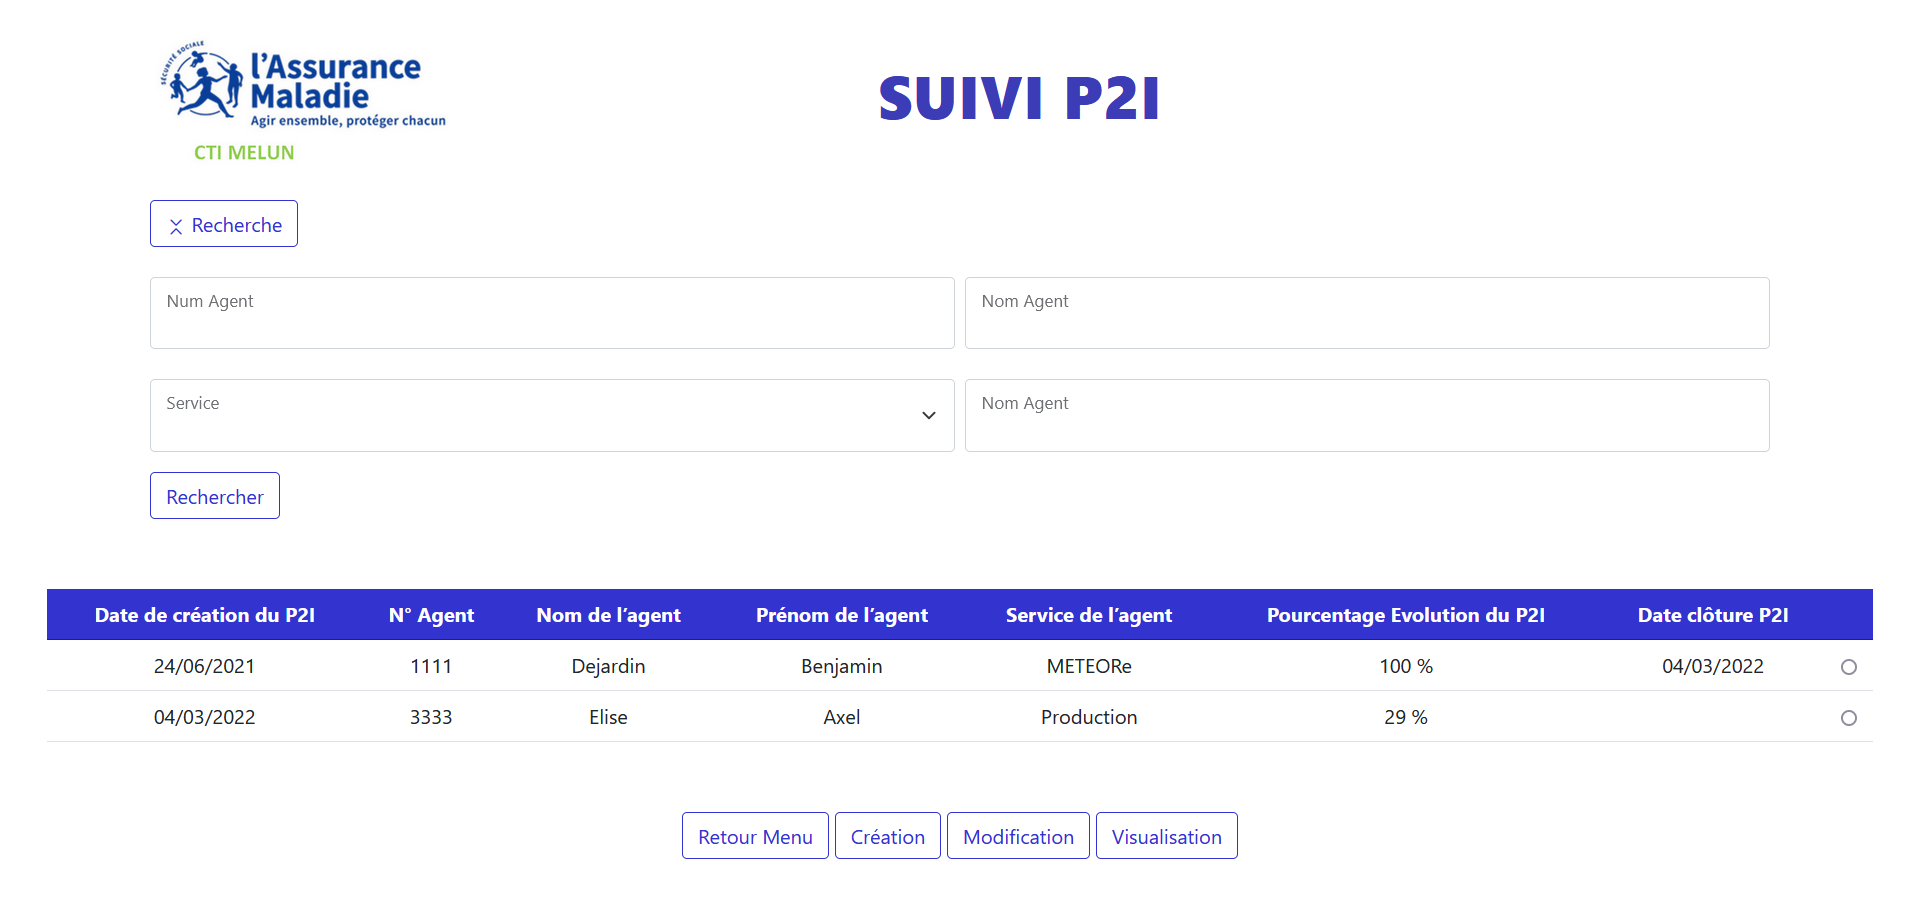 SÉCURITÉ SOCIALE
l'Assurance
Maladie
Agir ensemble, protéger chacun
CTI MELUN
SUIVI P2I
Recherche
Num Agent
Nom Agent
Service
Nom Agent
Rechercher
Date de création du P2I N° Agent Nom de l’agent Prénom de l’agent Service de l’agent Pourcentage Evolution du P2I Date clôture P2I
24/06/2021 1111 Dejardin Benjamin METEORe 100 % 04/03/2022
04/03/2022 3333 Elise Axel Production 29 %
Retour Menu Création Modification Visualisation